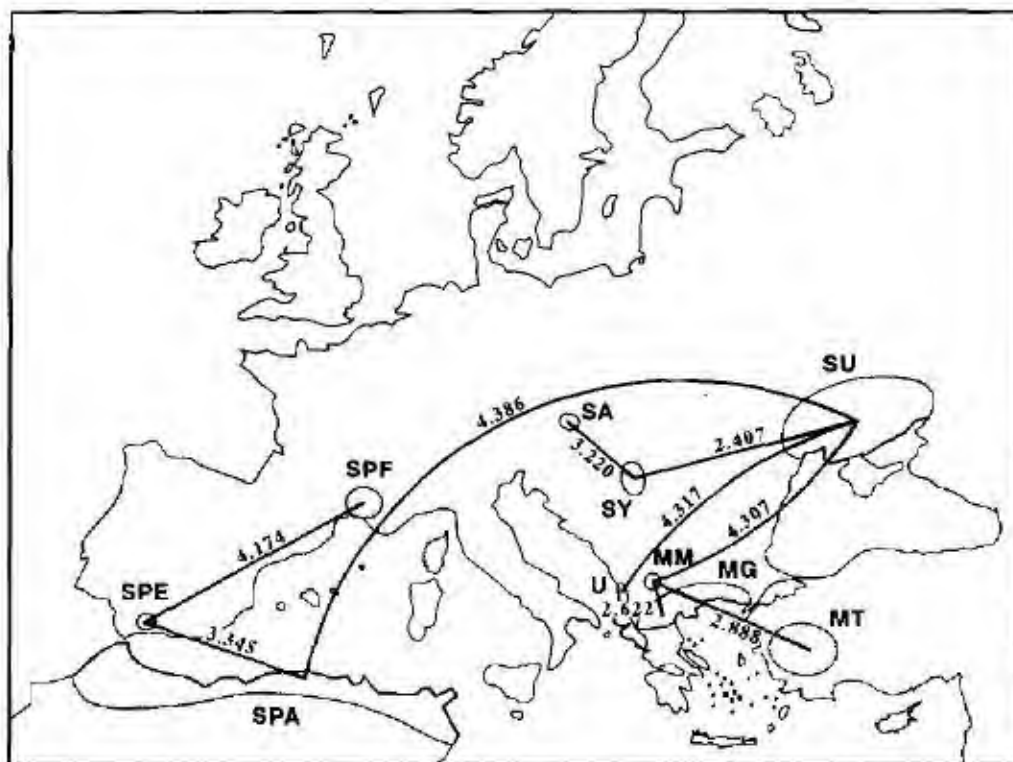 SU
4.386
SA
2.407
3.220
SPF
SY
4.317
4.307
4.174
MM
MG
U
SPE
2.622
MT
2.888
3.345
SPA